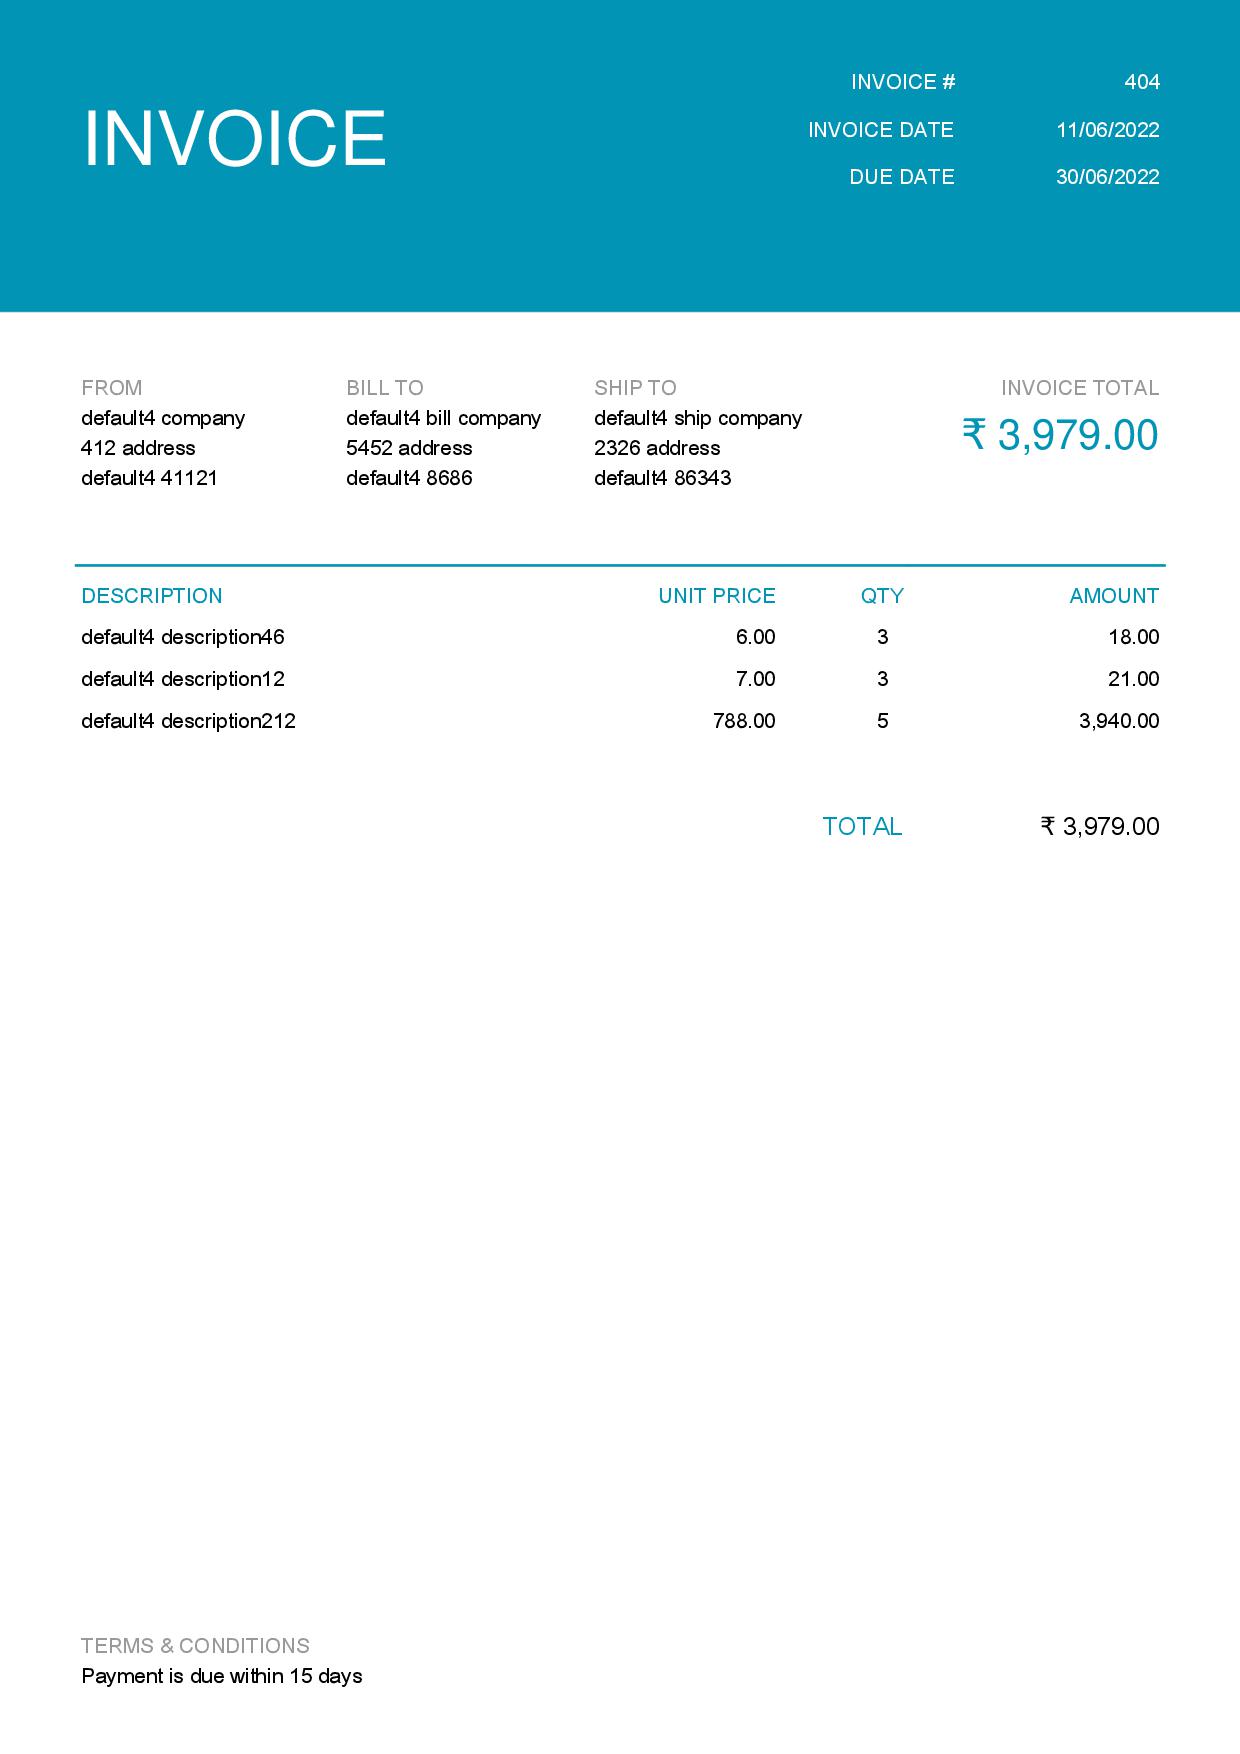 INVOICE
INVOICE # 404
INVOICE DATE 11/06/2022
DUE DATE 30/06/2022
FROM
default4 company
412 address
default4 41121
BILL TO
default4 bill company
5452 address
default4 8686
SHIP TO
default4 ship company
2326 address
default4 86343
INVOICE TOTAL
₹ 3,979.00
DESCRIPTION UNIT PRICE QTY AMOUNT
default4 description46 6.00 3 18.00
default4 description12 7.00 3 21.00
default4 description212 788.00 5 3,940.00
TOTAL ₹ 3,979.00
TERMS & CONDITIONS
Payment is due within 15 days